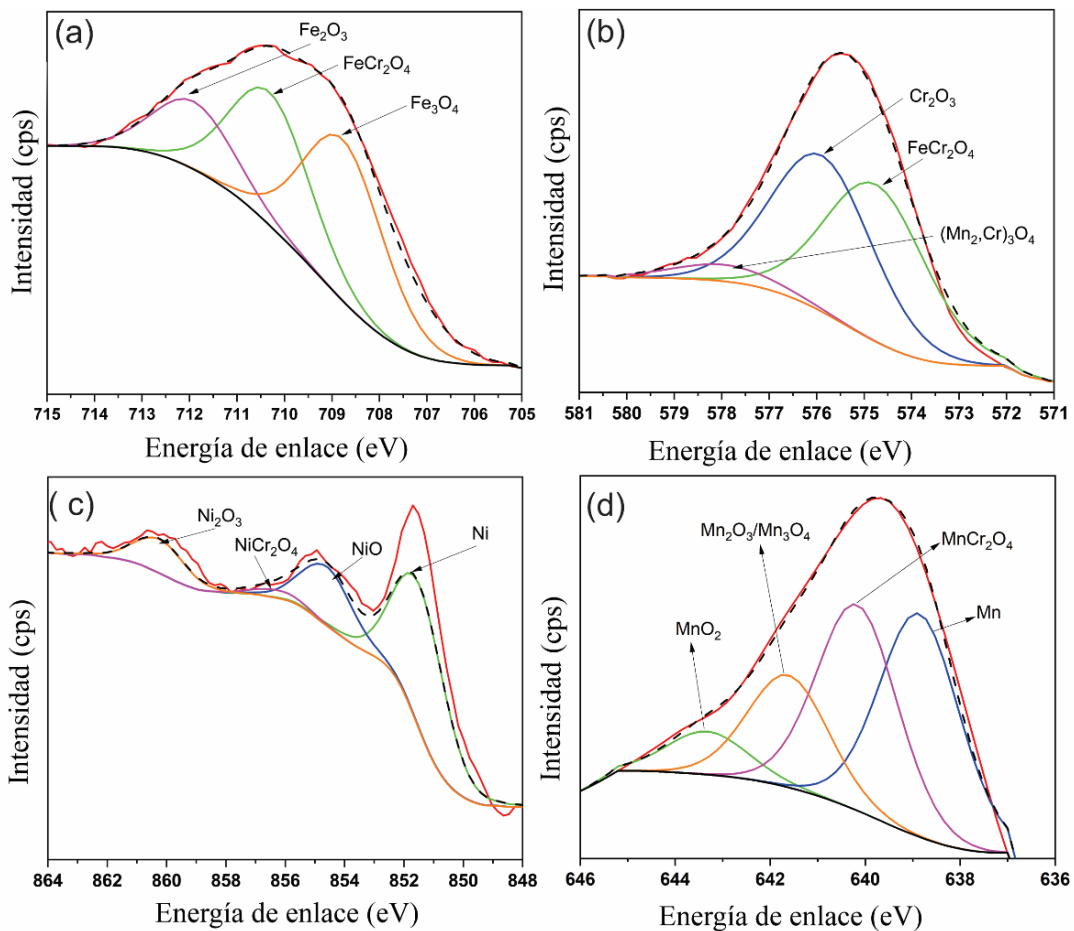 (a)
Fe₂O₃
FeCr₂O₄
Fe₃O₄
Intensidad (cps)
715 714 713 712 711 710 709 708 707 706 705
Energía de enlace (eV)
(b)
Cr₂O₃
FeCr₂O₄
(Mn₂,Cr)₃O₄
Intensidad (cps)
581 580 579 578 577 576 575 574 573 572 571
Energía de enlace (eV)
( c)
Ni₂O₃
NiCr₂O₄
NiO
Ni
Intensidad (cps)
864 862 860 858 856 854 852 850 848
Energía de enlace (eV)
(d)
Mn₂O₃/Mn₃O₄
MnCr₂O₄
MnO₂
Mn
Intensidad (cps)
646 644 642 640 638 636
Energía de enlace (eV)